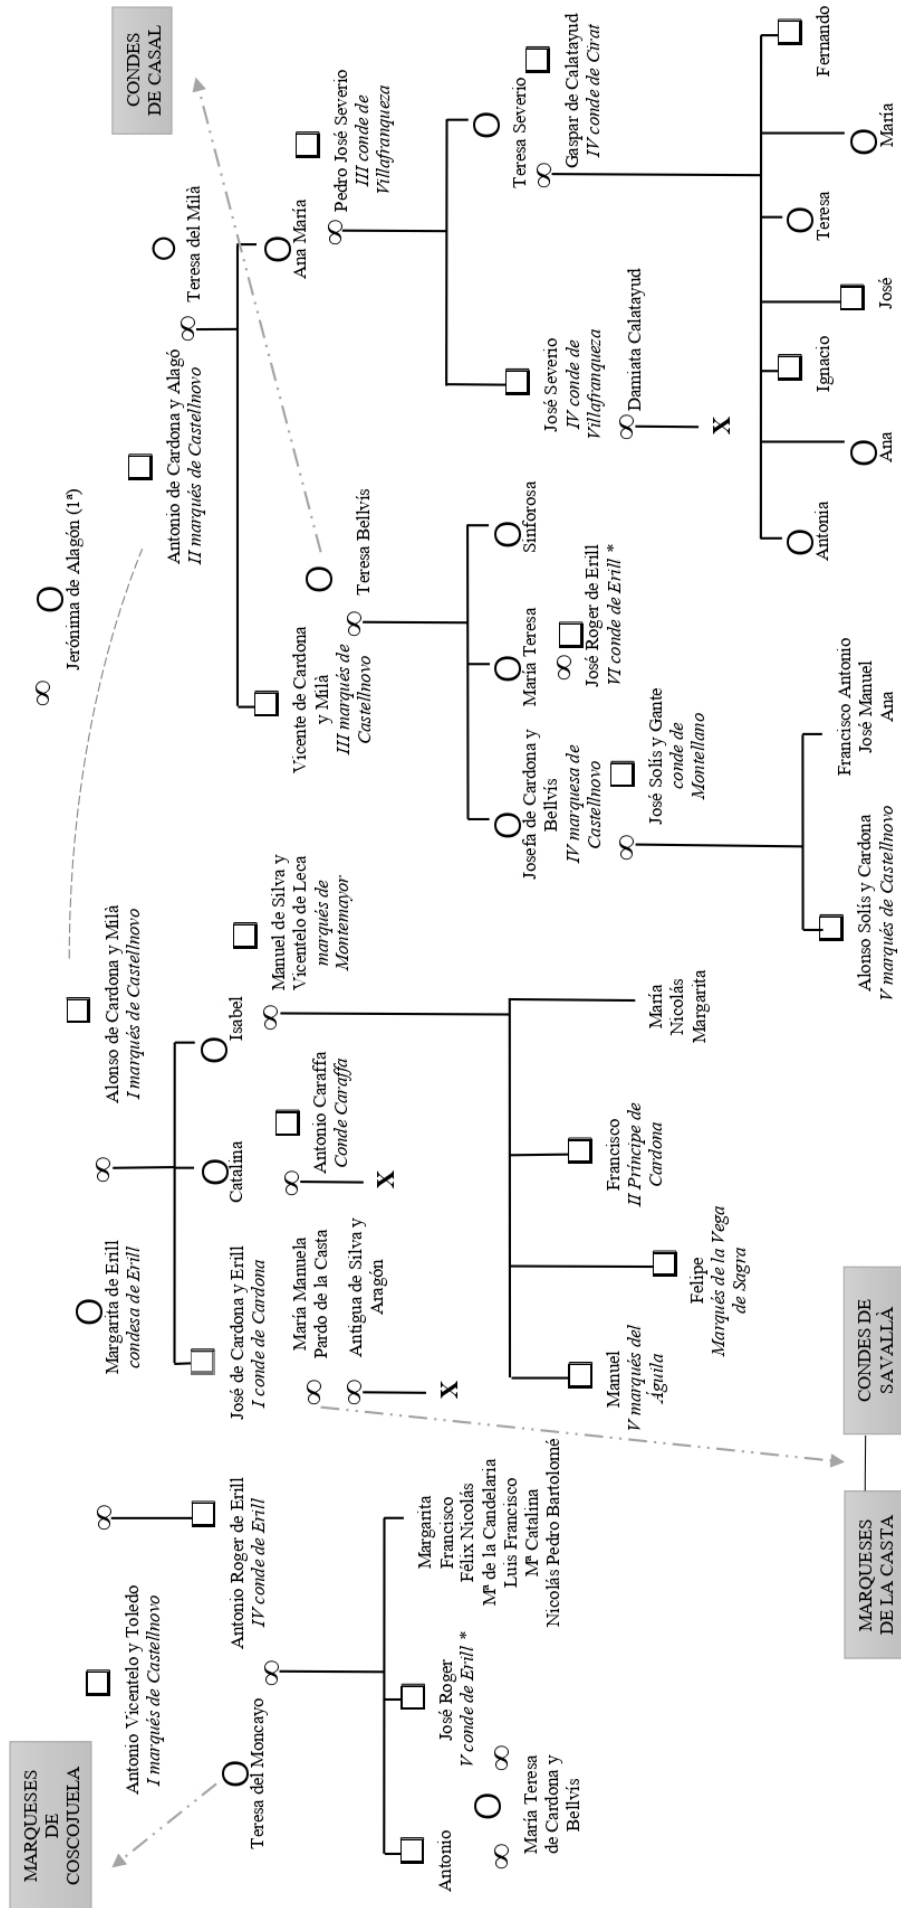 MARQUESES
DE
COSCOJUELA
Antonio Vicentelo y Toledo
I marqués de Castellnovo
∞
Margarita de Erill
condesa de Erill
∞
Alonso de Cardona y Milà
I marqués de Castellnovo
∞
Jerónima de Alagón (1ª)
Antonio de Cardona y Alagó
II marqués de Castellnovo
∞ Teresa del Milà
CONDES
DE CASAL
Teresa del Moncayo
∞
Antonio Roger de Erill
IV conde de Erill
José de Cardona y Erill
I conde de Cardona
Catalina
Isabel
∞
María Manuela
Pardo de la Casta
∞
Antigua de Silva y
Aragón
X
∞
Antonio Caraffa
Conde Caraffa
X
∞
Manuel de Silva y
Vicentelo de Leca
marqués de
Montemayor
Vicente de Cardona
y Milà
III marqués de
Castellnovo
∞
Teresa Bellvís
Ana María
∞ Pedro José Severio
III conde de
Villafranqueza
Antonio
José Roger
V conde de Erill *
∞
∞
María Teresa
de Cardona y
Bellvís
Margarita
Francisco
Félix Nicolás
Mª de la Candelaria
Luis Francisco
Mª Catalina
Nicolás Pedro Bartolomé
Manuel
V marqués del
Águila
Felipe
Marqués de la Vega
de Sagra
Francisco
II Príncipe de
Cardona
María
Nicolás
Margarita
Josefa de Cardona y
Bellvís
IV marquesa de
Castellnovo
∞
José Solís y Gante
conde de
Montellano
María Teresa
∞
José Roger de Erill
VI conde de Erill *
Sinforosa
José Severio
IV conde de
Villafranqueza
∞ Damiata Calatayud
X
Teresa Severio
∞
Gaspar de Calatayud
IV conde de Cirat
Alonso Solís y Cardona
V marqués de Castellnovo
Francisco Antonio
José Manuel
Ana
Antonia
Ana
Ignacio
José
Teresa
María
Fernando
MARQUESES
DE LA CASTA
CONDES DE
SAVALLÀ